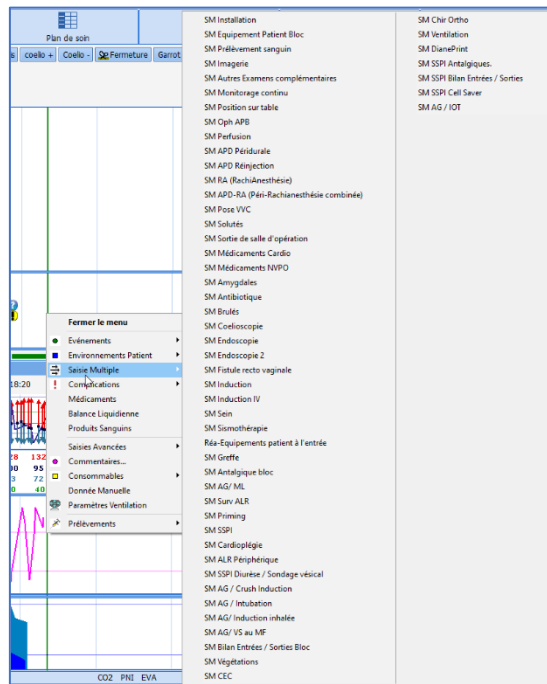 Plan de soin
s
coelio +
Coelio -
Fermeture
Garrot
18:20
28 132
00 95
3 72
0 40
CO2 PNI EVA
Fermer le menu
Evénements
Environnements Patient
Saisie Multiple
Complications
Médicaments
Balance Liquidienne
Produits Sanguins
Saisies Avancées
Commentaires...
Consommables
Donnée Manuelle
Paramètres Ventilation
Prélèvements
SM Installation
SM Equipement Patient Bloc
SM Prélèvement sanguin
SM Imagerie
SM Autres Examens complémentaires
SM Monitorage continu
SM Position sur table
SM Oph APB
SM Perfusion
SM APD Péridurale
SM APD Réinjection
SM RA (RachiAnesthésie)
SM APD-RA (Péri-Rachianesthésie combinée)
SM Pose VVC
SM Solutés
SM Sortie de salle d'opération
SM Médicaments Cardio
SM Médicaments NVPO
SM Amygdales
SM Antibiotique
SM Brulés
SM Coelioscopie
SM Endoscopie
SM Endoscopie 2
SM Fistule recto vaginale
SM Induction
SM Induction IV
SM Sein
SM Sismothérapie
Réa-Equipements patient à l'entrée
SM Greffe
SM Antalgique bloc
SM AG/ ML
SM Surv ALR
SM Priming
SM SSPI
SM Cardioplégie
SM ALR Périphérique
SM SSPI Diurèse / Sondage vésical
SM AG / Crush Induction
SM AG / Intubation
SM AG/ Induction inhalée
SM AG/ VS au MF
SM Bilan Entrées / Sorties Bloc
SM Végétations
SM CEC
SM Chir Ortho
SM Ventilation
SM DianePrint
SM SSPI Antalgiques.
SM SSPI Bilan Entrées / Sorties
SM SSPI Cell Saver
SM AG / IOT